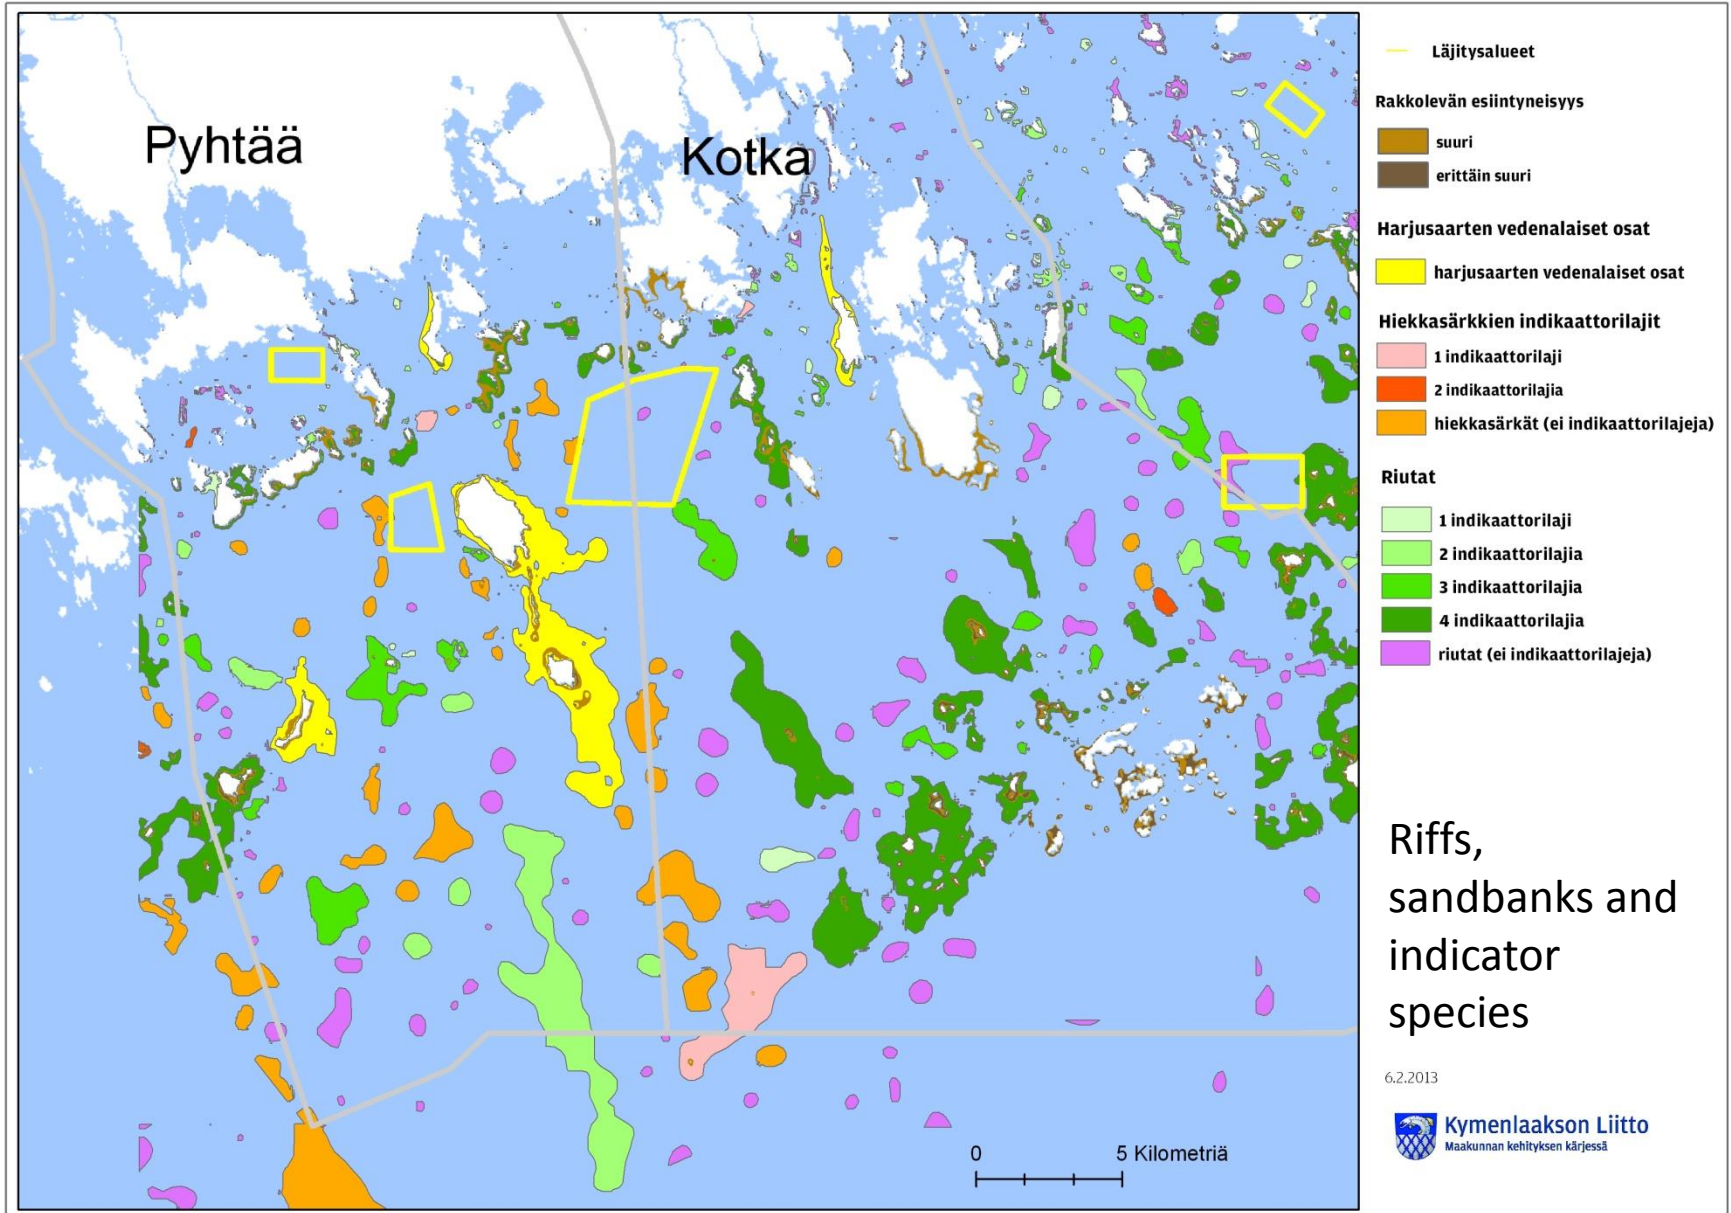 Pyhtää
Kotka
0 5 Kilometriä
Läjitysalueet
Rakkolevän esiintyneisyys
suuri
erittäin suuri
Harjusaarten vedenalaiset osat
harjusaarten vedenalaiset osat
Hiekkasärkkien indikaattorilajit
1 indikaattorilaji
2 indikaattorilajia
hiekkasärkät (ei indikaattorilajeja)
Riutat
1 indikaattorilaji
2 indikaattorilajia
3 indikaattorilajia
4 indikaattorilajia
riutat (ei indikaattorilajeja)
Riffs,
sandbanks and
indicator
species
6.2.2013
Kymenlaakson Liitto
Maakunnan kehityksen kärjessä